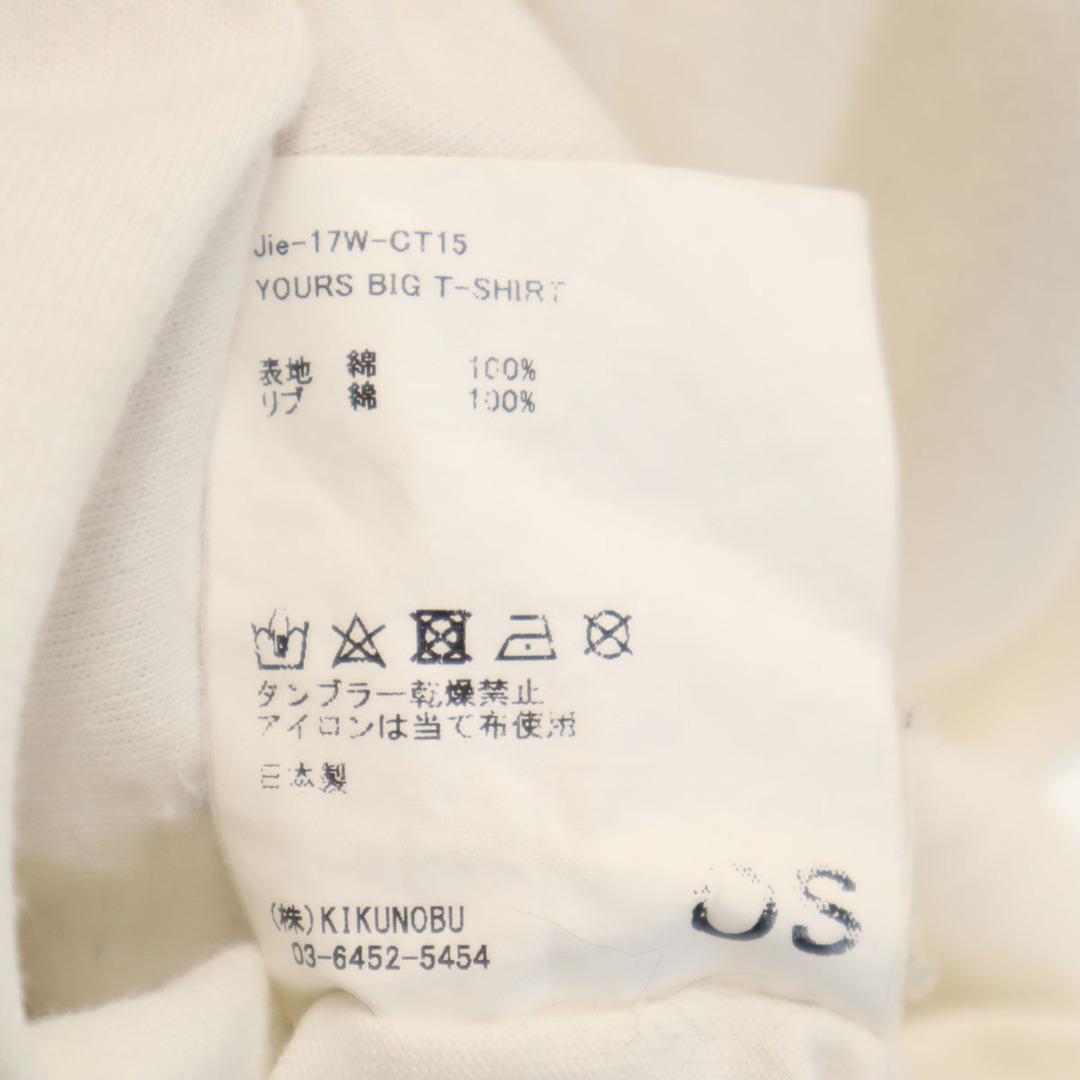 Jie-17W-CT15
YOURS BIG T-SHIRT
表地 綿 100%
リブ 綿 100%
タンブラー乾燥禁止
アイロンは当て布使用
日本製
OS
(株)KIKUNOBU
03-6452-5454